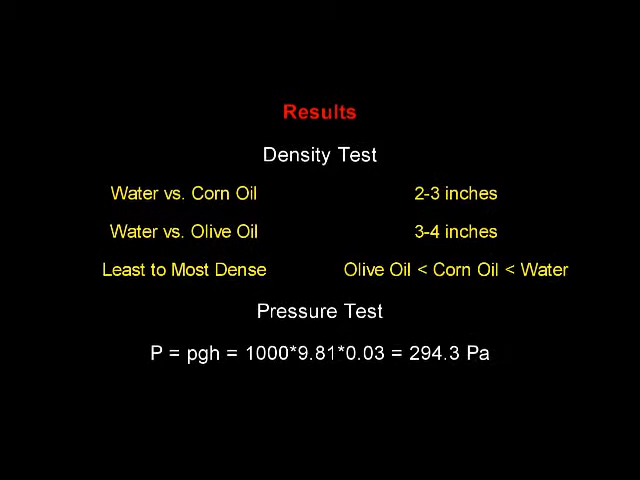 Results
Density Test
Water vs. Corn Oil 2-3 inches
Water vs. Olive Oil 3-4 inches
Least to Most Dense Olive Oil < Corn Oil < Water
Pressure Test
P = pgh = 1000*9.81*0.03 = 294.3 Pa